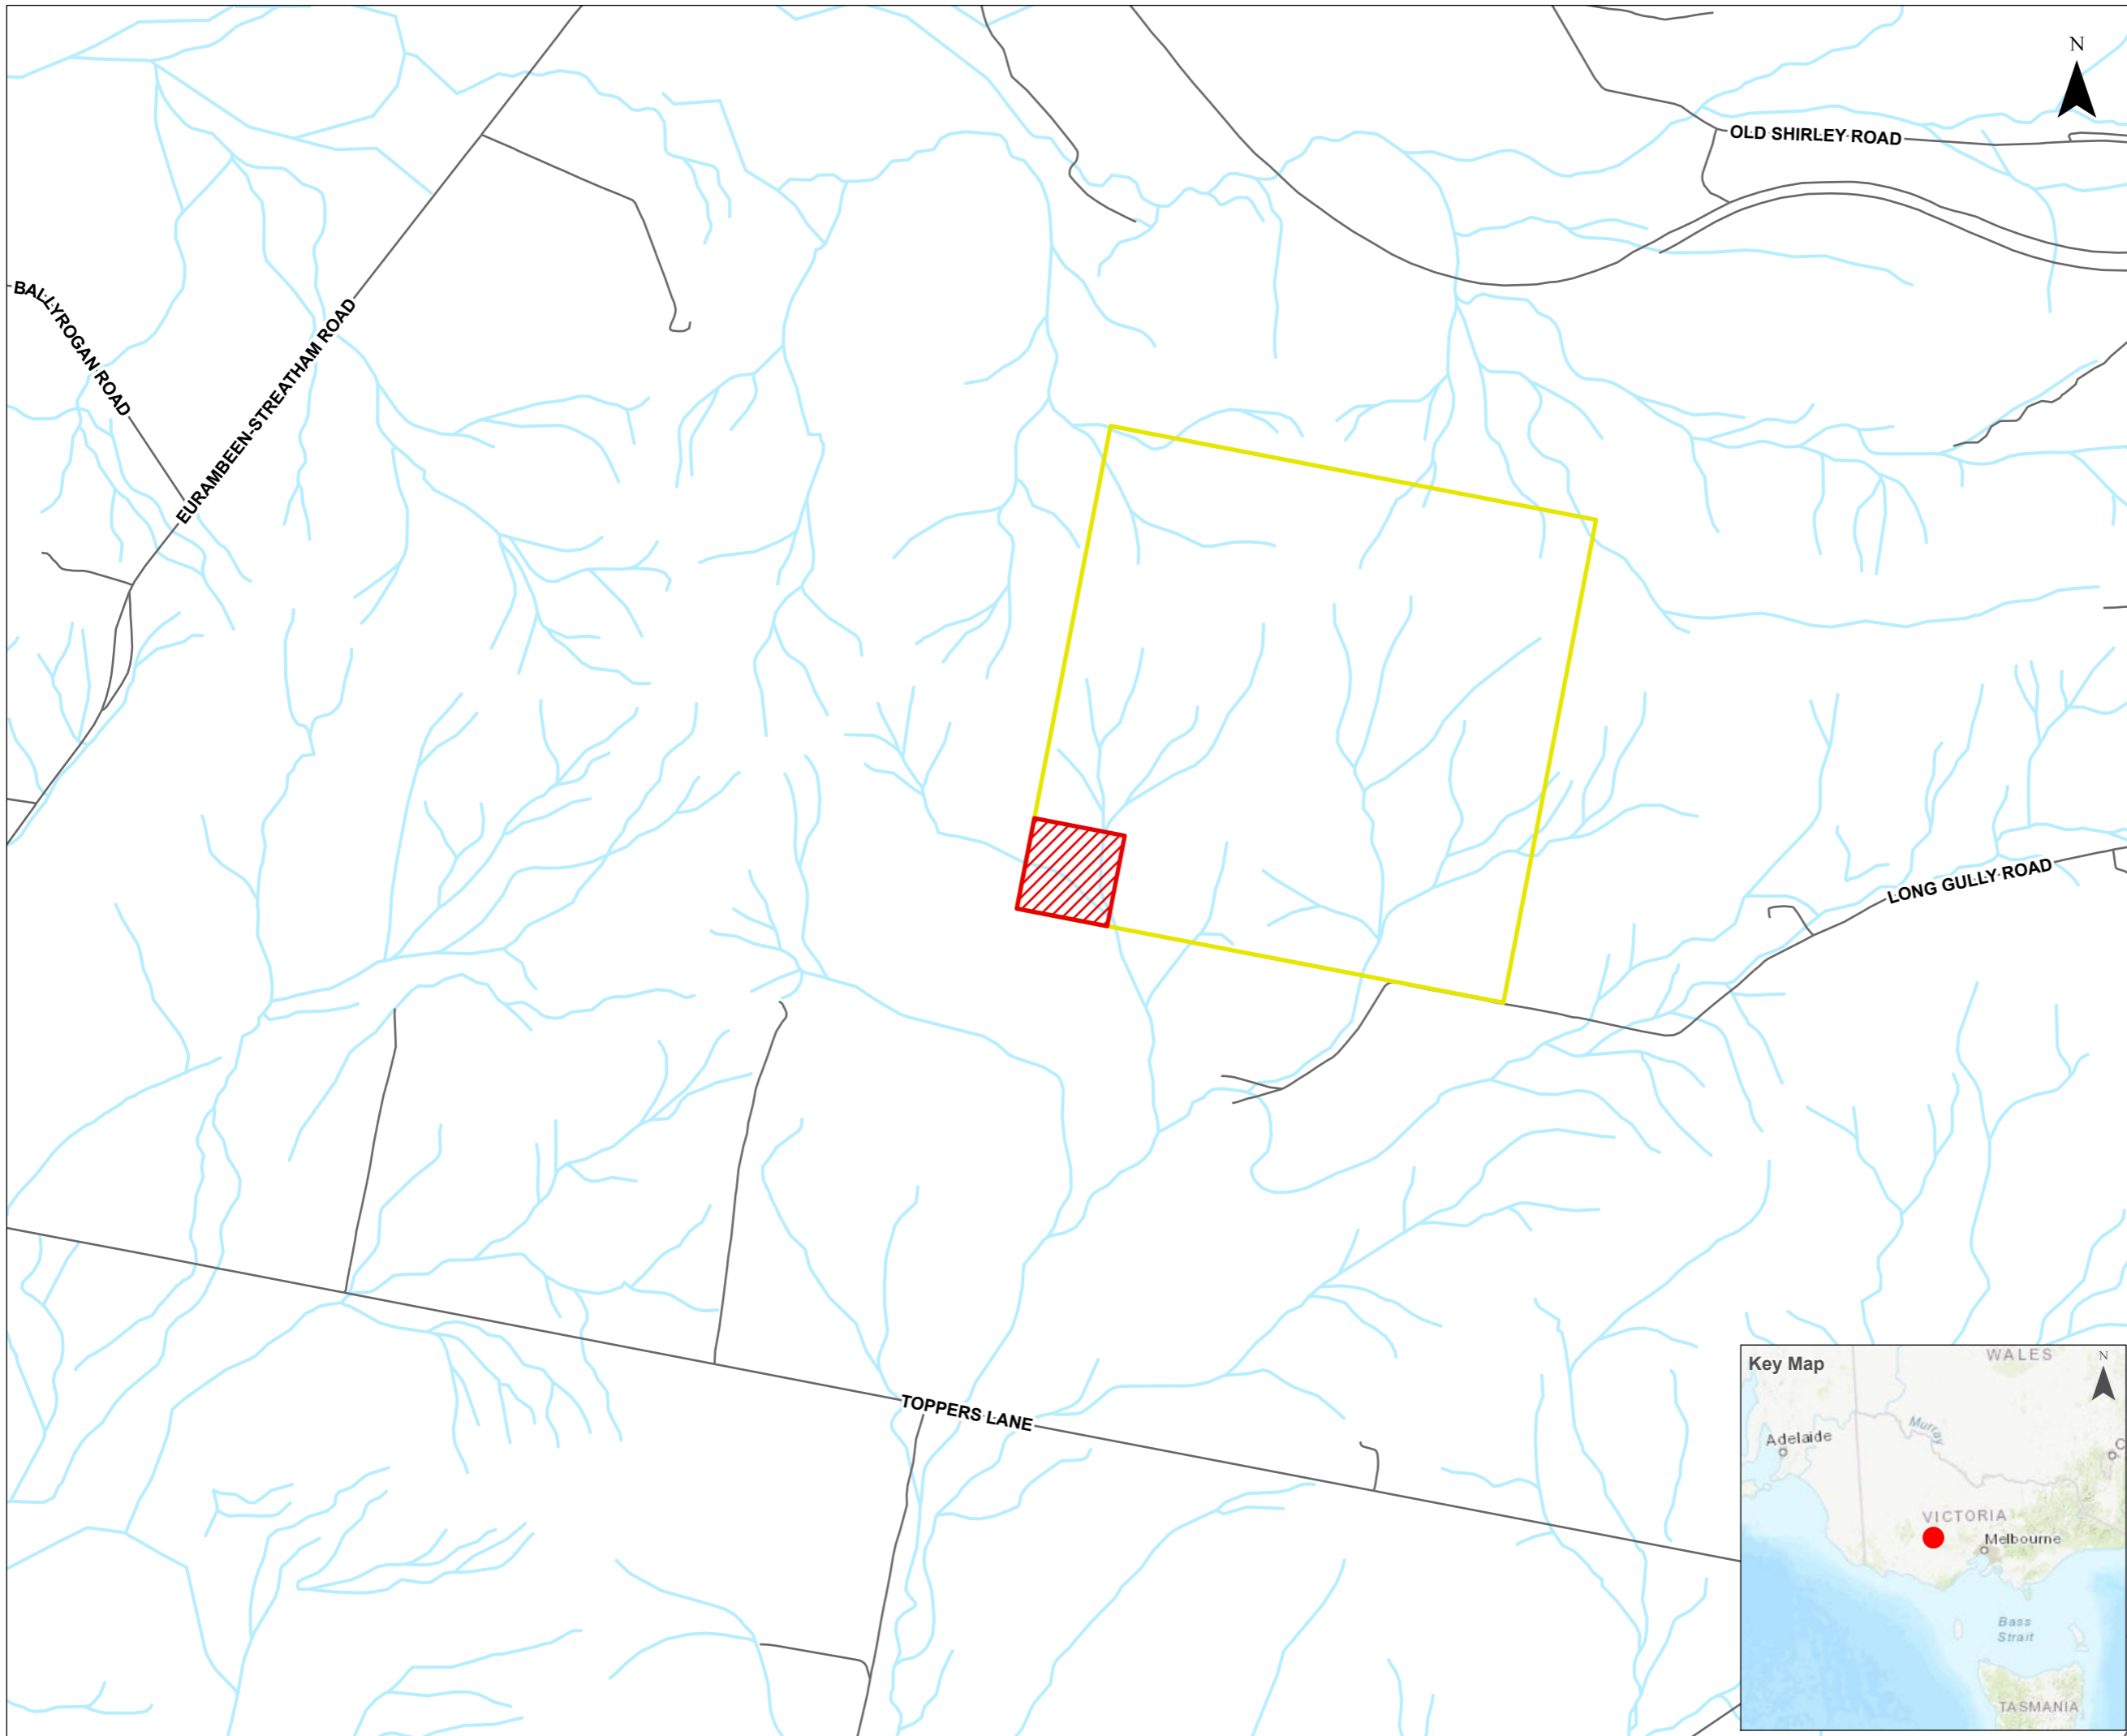 N
OLD SHIRLEY ROAD
BALLYROGAN ROAD
EURAMBEEN-STREATHAM ROAD
LONG GULLY ROAD
TOPPERS LANE
Key Map
N
WALES
Murray
Adelaide
C
VICTORIA
Melbourne
Bass
Strait
TASMANIA